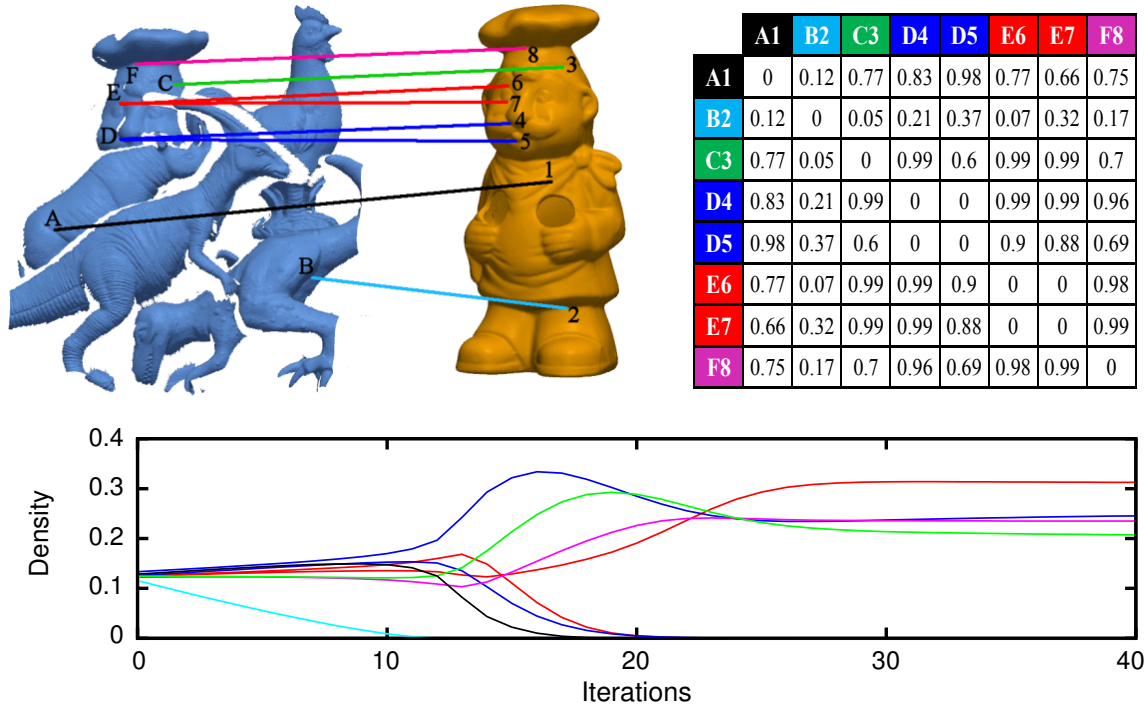 F
C
E
D
A
B
8
3
6
7
4
5
1
2
A1 B2 C3 D4 D5 E6 E7 F8
A1 0 0.12 0.77 0.83 0.98 0.77 0.66 0.75
B2 0.12 0 0.05 0.21 0.37 0.07 0.32 0.17
C3 0.77 0.05 0 0.99 0.6 0.99 0.99 0.7
D4 0.83 0.21 0.99 0 0 0.99 0.99 0.96
D5 0.98 0.37 0.6 0 0 0.9 0.88 0.69
E6 0.77 0.07 0.99 0.99 0.9 0 0 0.98
E7 0.66 0.32 0.99 0.99 0.88 0 0 0.99
F8 0.75 0.17 0.7 0.96 0.69 0.98 0.99 0
0.4
0.3
0.2
0.1
0
Density
0 10 20 30 40
Iterations